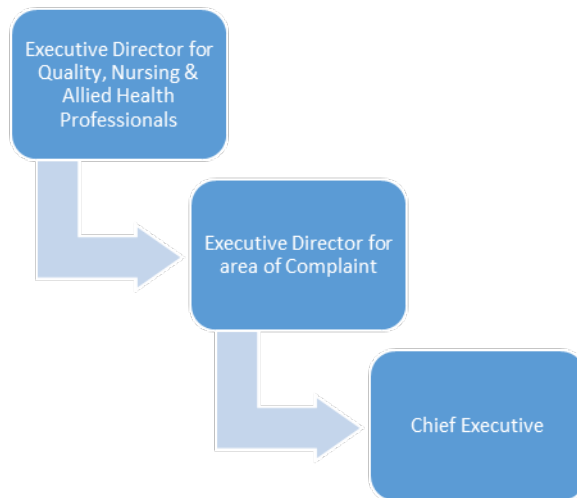 Executive Director for
Quality, Nursing &
Allied Health
Professionals
Executive Director for
area of Complaint
Chief Executive